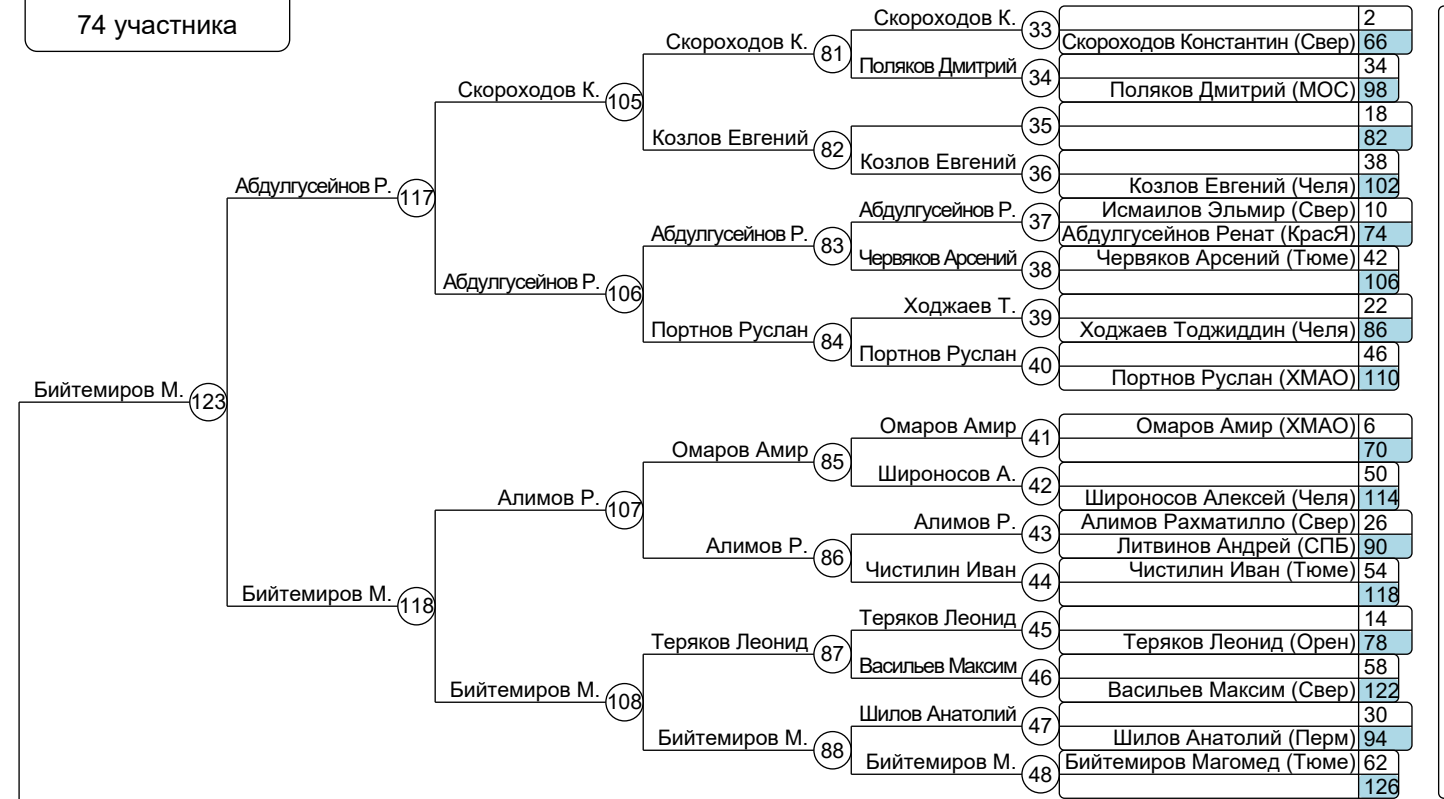 74 участника
Скороходов К. 33 2
Скороходов К. 81 Скороходов Константин (Свер) 66
Поляков Дмитрий 34 34
Скороходов К. 105 Поляков Дмитрий (МОС) 98
35 18
Козлов Евгений 82 82
Козлов Евгений 36 38
Абдулгусейнов Р. 117 Козлов Евгений (Челя) 102
Абдулгусейнов Р. 37 Исмаилов Эльмир (Свер) 10
Абдулгусейнов Р. 83 Абдулгусейнов Ренат (КрасЯ) 74
Червяков Арсений 38 Червяков Арсений (Тюме) 42
Абдулгусейнов Р. 106 106
Ходжаев Т. 39 22
Портнов Руслан 84 Ходжаев Тоджиддин (Челя) 86
Портнов Руслан 40 46
Портнов Руслан (ХМАО) 110
Бийтемиров М. 123
Омаров Амир 41 Омаров Амир (ХМАО) 6
Омаров Амир 85 70
Широносов А. 42 50
Алимов Р. 107 Широносов Алексей (Челя) 114
Алимов Р. 43 Алимов Рахматилло (Свер) 26
Алимов Р. 86 Литвинов Андрей (СПБ) 90
Чистилин Иван 44 Чистилин Иван (Тюме) 54
Бийтемиров М. 118 118
Теряков Леонид 45 14
Теряков Леонид 87 Теряков Леонид (Орен) 78
Васильев Максим 46 58
Бийтемиров М. 108 Васильев Максим (Свер) 122
Шилов Анатолий 47 30
Бийтемиров М. 88 Шилов Анатолий (Перм) 94
Бийтемиров М. 48 Бийтемиров Магомед (Тюме) 62
126